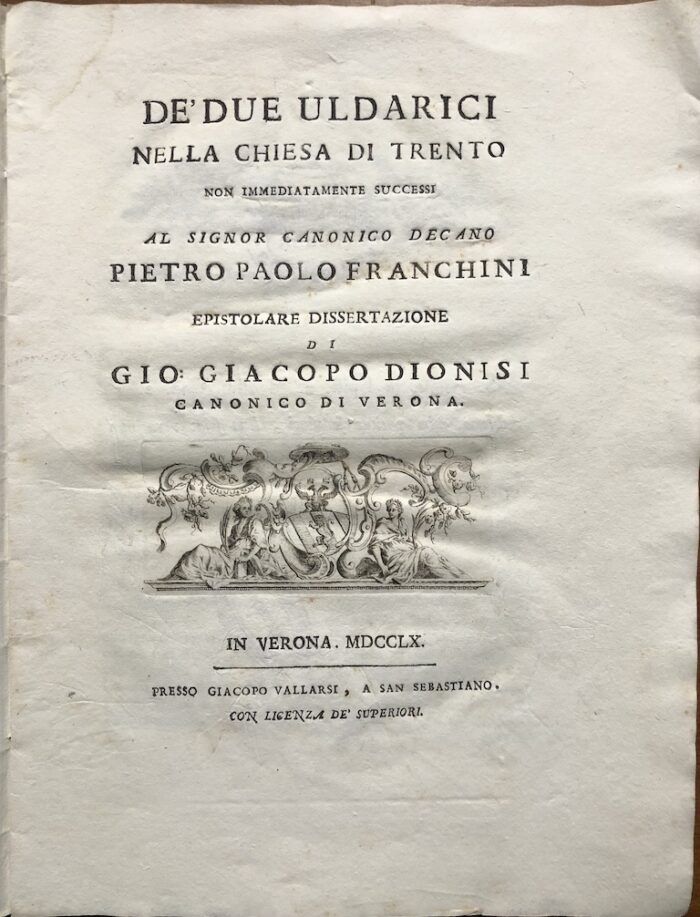 DE' DUE ULDARICI
NELLA CHIESA DI TRENTO
NON IMMEDIATAMENTE SUCCESSI
AL SIGNOR CANONICO DECANO
PIETRO PAOLO FRANCHINI
EPISTOLARE DISSERTAZIONE
DI
GIO: GIACOPO DIONISI
CANONICO DI VERONA.
IN VERONA. MDCCLX.
PRESSO GIACOPO VALLARSI, A SAN SEBASTIANO.
CON LICENZA DE' SUPERIORI.